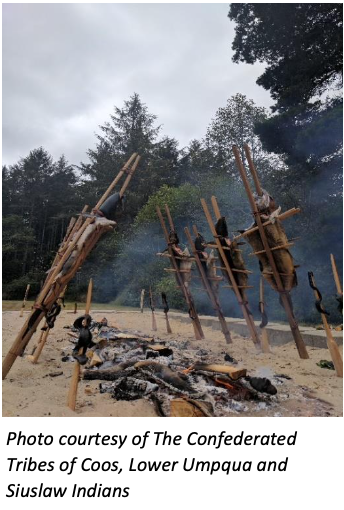 Photo courtesy of The Confederated
Tribes of Coos, Lower Umpqua and
Siuslaw Indians